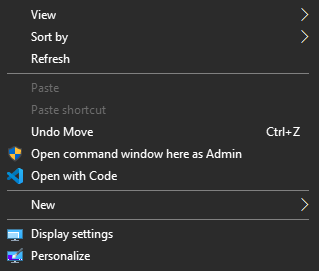 View
Sort by
Refresh
Paste
Paste shortcut
Undo Move Ctrl+Z
Open command window here as Admin
Open with Code
New
Display settings
Personalize